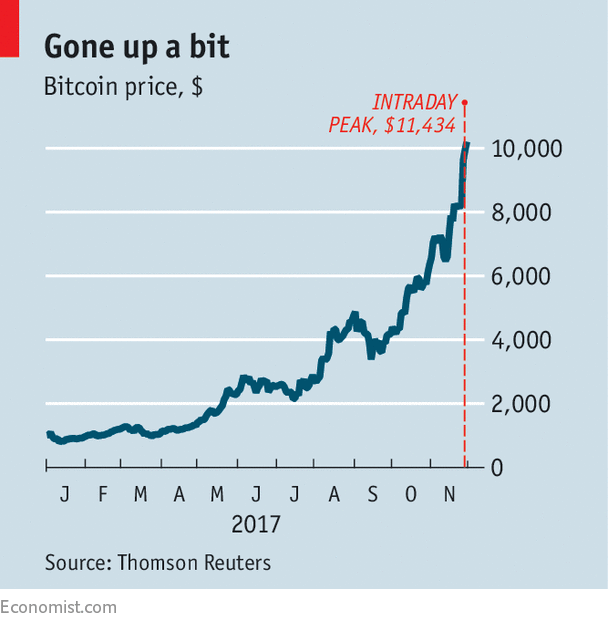 Gone up a bit
Bitcoin price, $
INTRADAY
PEAK, $11,434
10,000
8,000
6,000
4,000
2,000
0
J F M A M J J A S O N
2017
Source: Thomson Reuters
Economist.com